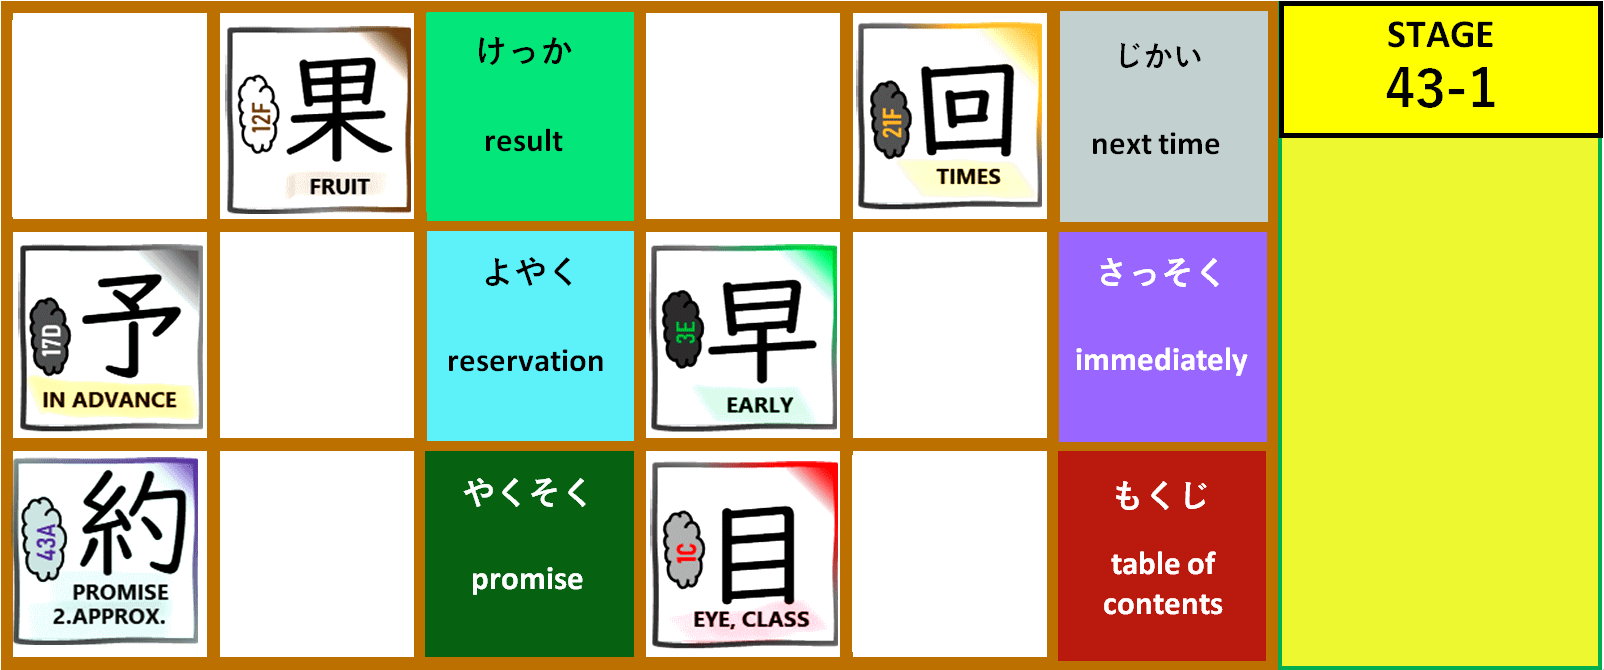 12F
果
FRUIT
けっか
result
21F
回
TIMES
じかい
next time
STAGE
43-1
17D
予
IN ADVANCE
よやく
reservation
3E
早
EARLY
さっそく
immediately
43A
約
PROMISE
2.APPROX.
やくそく
promise
1C
目
EYE, CLASS
もくじ
table of
contents